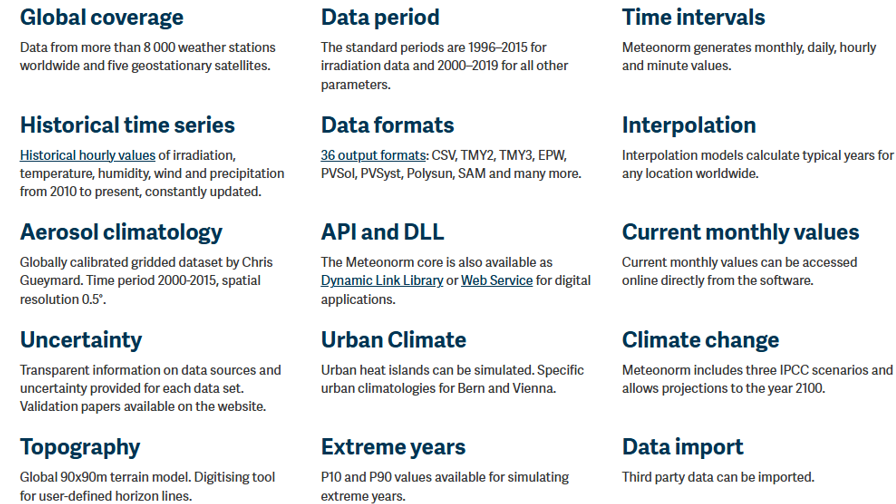 Global coverage
Data from more than 8 000 weather stations
worldwide and five geostationary satellites.
Data period
The standard periods are 1996–2015 for
irradiation data and 2000–2019 for all other
parameters.
Time intervals
Meteonorm generates monthly, daily, hourly
and minute values.
Historical time series
Historical hourly values of irradiation,
temperature, humidity, wind and precipitation
from 2010 to present, constantly updated.
Data formats
36 output formats: CSV, TMY2, TMY3, EPW,
PVSol, PVSyst, Polysun, SAM and many more.
Interpolation
Interpolation models calculate typical years for
any location worldwide.
Aerosol climatology
Globally calibrated gridded dataset by Chris
Gueymard. Time period 2000-2015, spatial
resolution 0.5°.
API and DLL
The Meteonorm core is also available as
Dynamic Link Library or Web Service for digital
applications.
Current monthly values
Current monthly values can be accessed
online directly from the software.
Uncertainty
Transparent information on data sources and
uncertainty provided for each data set.
Validation papers available on the website.
Urban Climate
Urban heat islands can be simulated. Specific
urban climatologies for Bern and Vienna.
Climate change
Meteonorm includes three IPCC scenarios and
allows projections to the year 2100.
Topography
Global 90x90m terrain model. Digitising tool
for user-defined horizon lines.
Extreme years
P10 and P90 values available for simulating
extreme years.
Data import
Third party data can be imported.